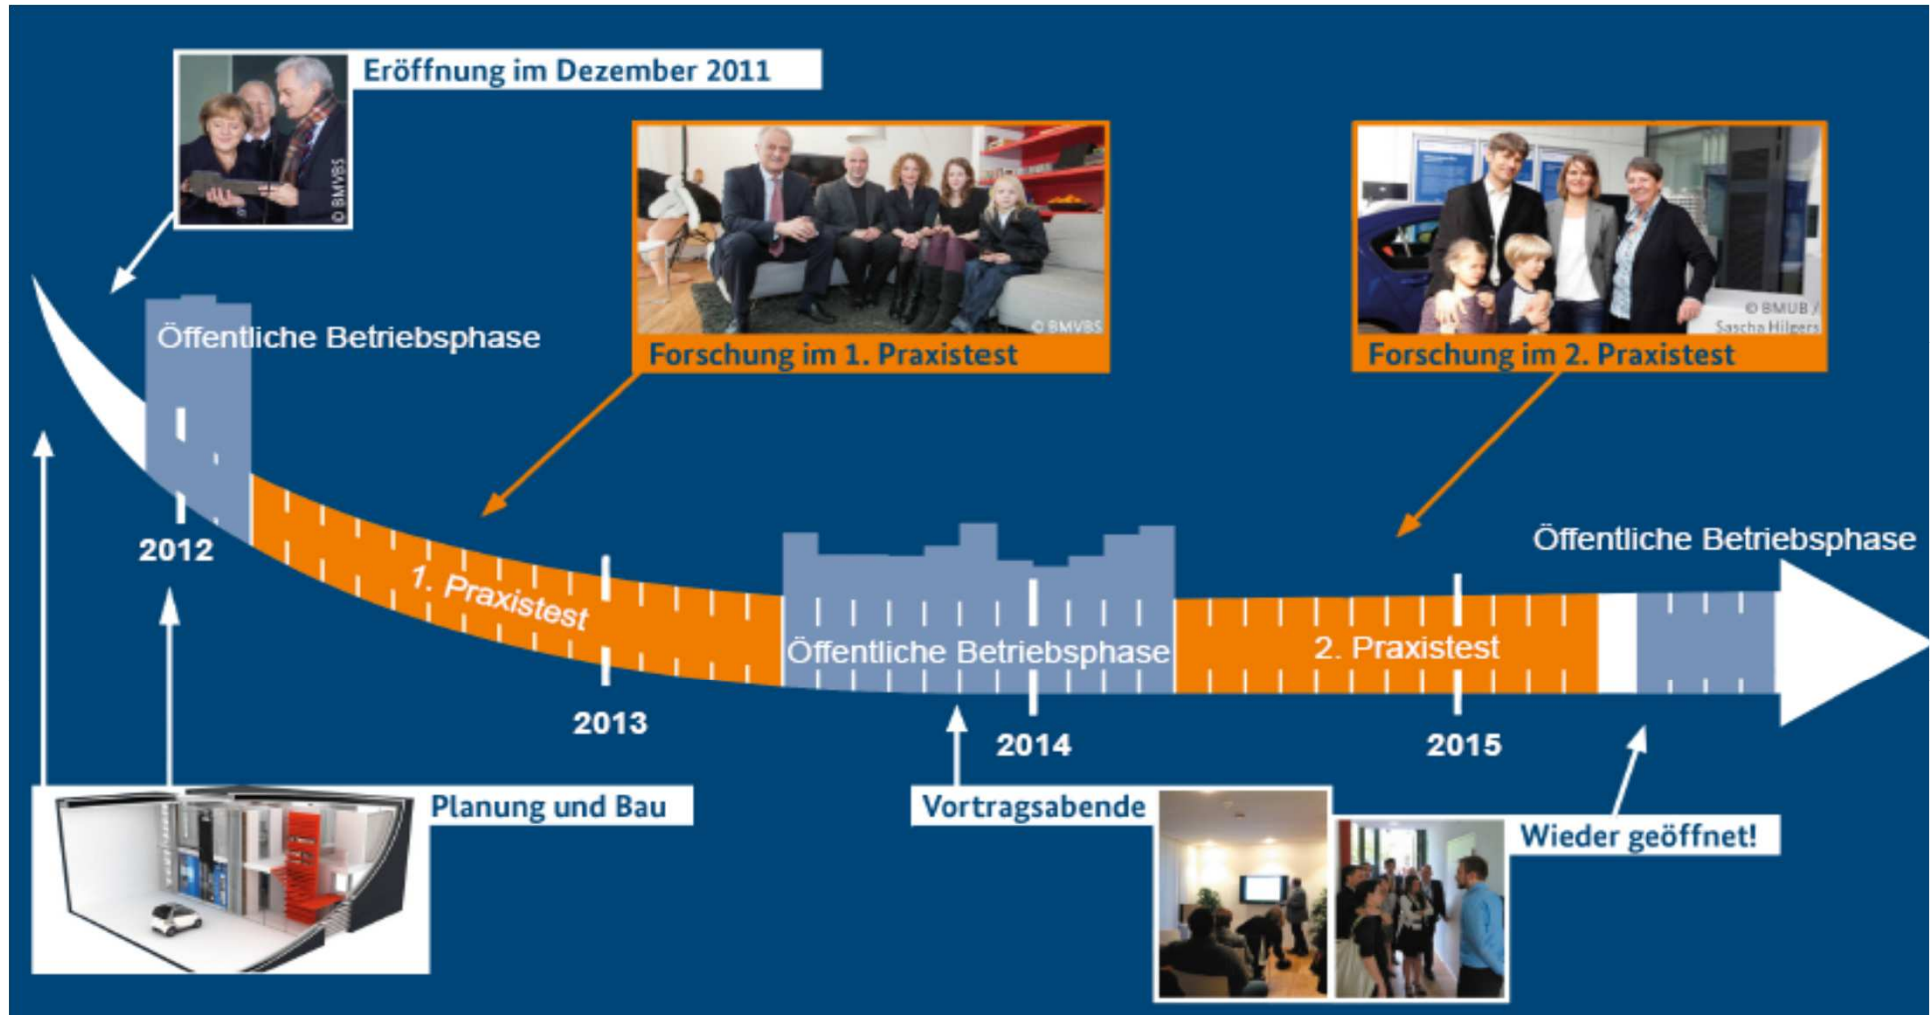 Eröffnung im Dezember 2011
© BMVBS
© BMVBS
Forschung im 1. Praxistest
© BMUB /
Sascha Hilgers
Forschung im 2. Praxistest
Öffentliche Betriebsphase
2012
1. Praxistest
2013
Öffentliche Betriebsphase
2014
2. Praxistest
2015
Öffentliche Betriebsphase
Planung und Bau
Vortragsabende
Wieder geöffnet!